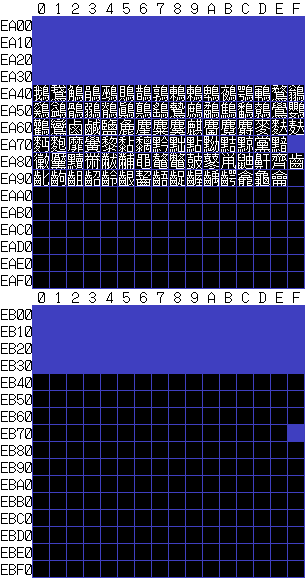 0 1 2 3 4 5 6 7 8 9 A B C D E F
EA00
EA10
EA20
EA30
EA40 鵝鵞鵤鵑鵐鵙鵲鶉鶇鶫鵯鵺鶚鶤鶩鶲
EA50 鷄鷁鶻鶸鶺鷆鷏鷂鷙鷓鷸鷦鷭鷯鷽鸚
EA60 鸛鸞鹵鹹鹽麁麈麋麌麒麕麑麝麥麩麸
EA70 麪麭靡黌黎黏黐黔黜點黝黠黥黨黯
EA80 黴黶黷黹黻黼黽鼇鼈皷鼕鼡鼬鼾齊齒
EA90 齔齣齟齠齡齦齧齬齪齷齲齶龕龜龠
EAA0
EAB0
EAC0
EAD0
EAE0
EAF0
0 1 2 3 4 5 6 7 8 9 A B C D E F
EB00
EB10
EB20
EB30
EB40
EB50
EB60
EB70
EB80
EB90
EBA0
EBB0
EBC0
EBD0
EBE0
EBF0